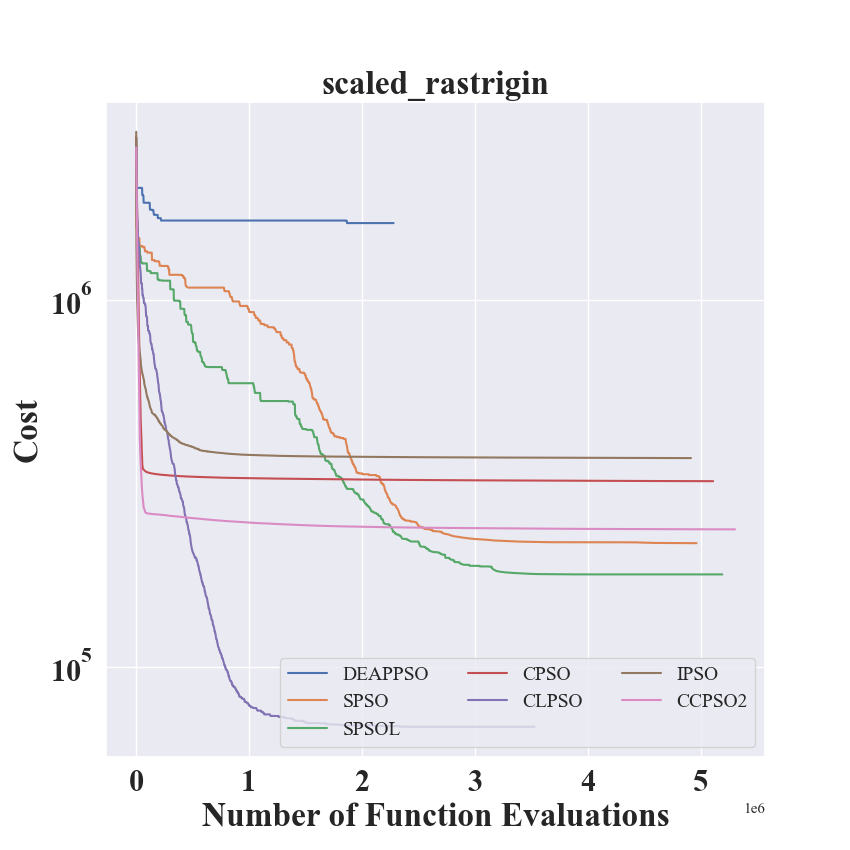 scaled_rastrigin
Cost
10^6
10^5
DEAPPSO CPSO IPSO
SPSO CLPSO CCPSO2
SPSOL
0 1 2 3 4 5
Number of Function Evaluations 1e6